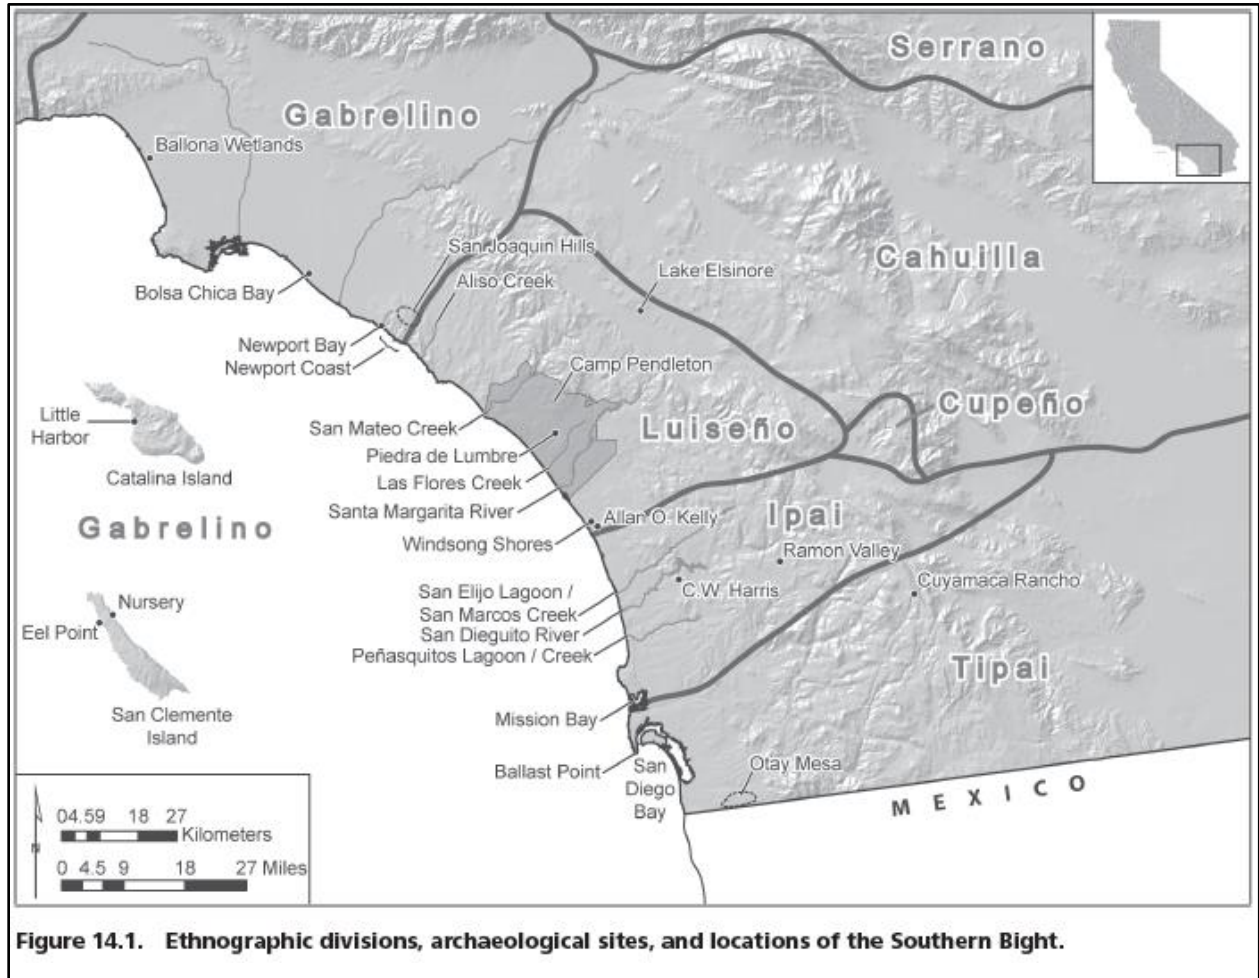 Serrano
Gabrelino
Ballona Wetlands
Cahuilla
San Joaquin Hills
Lake Elsinore
Aliso Creek
Bolsa Chica Bay
Newport Bay
Newport Coast
Camp Pendleton
Cupeño
Little
Harbor
San Mateo Creek
Luiseño
Piedra de Lumbre
Catalina Island
Las Flores Creek
Santa Margarita River
Gabrelino
Allan O. Kelly
Ipai
Windsong Shores
Ramon Valley
Cuyamaca Rancho
C.W. Harris
San Elijo Lagoon /
San Marcos Creek
Nursery
Eel Point
San Dieguito River
Peñasquitos Lagoon / Creek
Tipai
San Clemente
Island
Mission Bay
Ballast Point
San
Diego
Bay
Otay Mesa
MEXICO
04.59 18 27
Kilometers
N
0 4.5 9 18 27 Miles
Figure 14.1. Ethnographic divisions, archaeological sites, and locations of the Southern Bight.